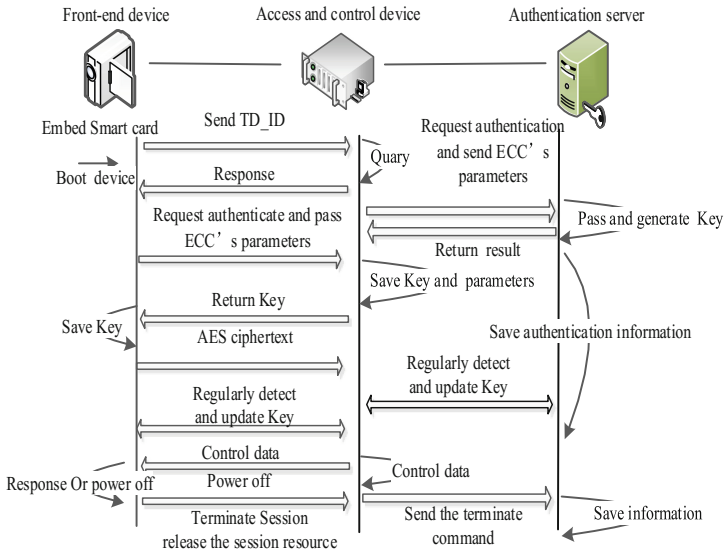 Front-end device
Access and control device
Authentication server
Embed Smart card
Send TD_ID
Request authentication
and send ECC's
parameters
Quary
Boot device
Response
Request authenticate and pass
ECC's parameters
Pass and generate Key
Return result
Save Key and parameters
Return Key
Save Key
AES ciphertext
Save authentication information
Regularly detect
and update Key
Regularly detect
and update Key
Control data
Control data
Response Or power off
Power off
Terminate Session
release the session resource
Send the terminate
command
Save information